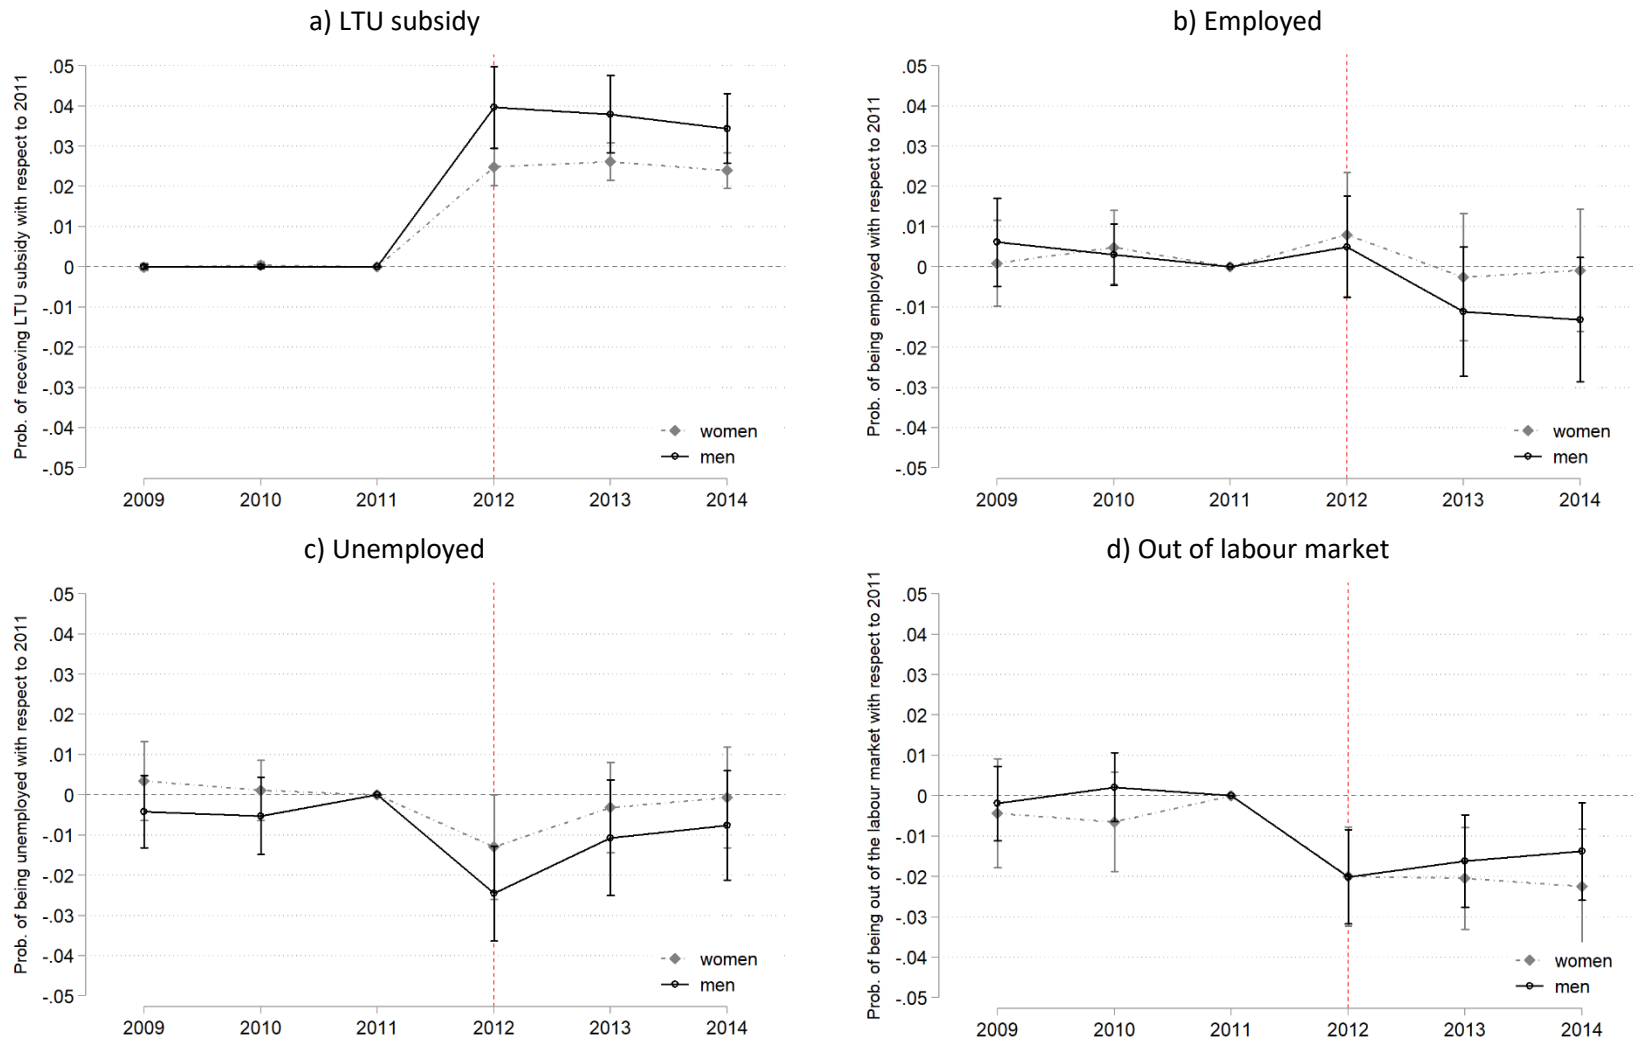 a) LTU subsidy
Prob. of receving LTU subsidy with respect to 2011
.05
.04
.03
.02
.01
0
-.01
-.02
-.03
-.04
-.05
women
men
2009 2010 2011 2012 2013 2014
b) Employed
Prob. of being employed with respect to 2011
.05
.04
.03
.02
.01
0
-.01
-.02
-.03
-.04
-.05
women
men
2009 2010 2011 2012 2013 2014
c) Unemployed
Prob. of being unemployed with respect to 2011
.05
.04
.03
.02
.01
0
-.01
-.02
-.03
-.04
-.05
women
men
2009 2010 2011 2012 2013 2014
d) Out of labour market
Prob. of being out of the labour market with respect to 2011
.05
.04
.03
.02
.01
0
-.01
-.02
-.03
-.04
-.05
women
men
2009 2010 2011 2012 2013 2014